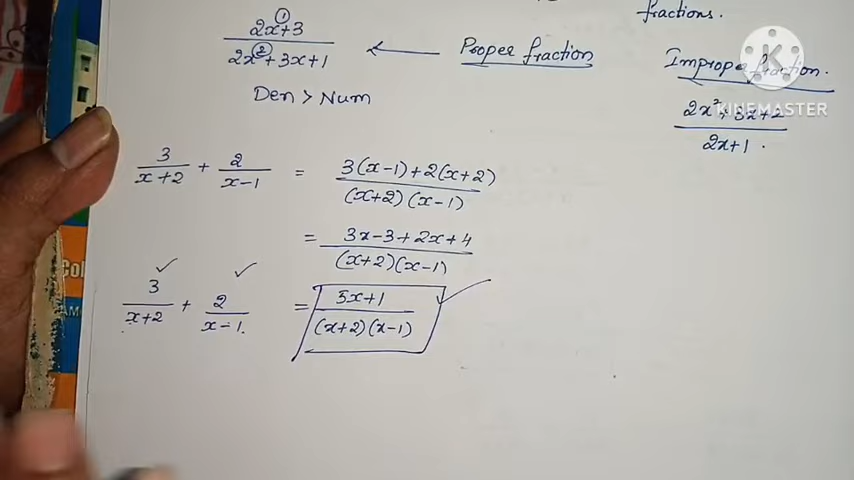 fractions.
2x①+3 / 2x②+3x+1 ← Proper fraction
Improper fraction.
Den > Num
2x²+3x+2 / 2x+1 .
KINEMASTER
3/(x+2) + 2/(x-1) = 3(x-1)+2(x+2) / (x+2)(x-1)
= 3x-3+2x+4 / (x+2)(x-1)
3/(x+2) + 2/(x-1) = 5x+1 / (x+2)(x-1)